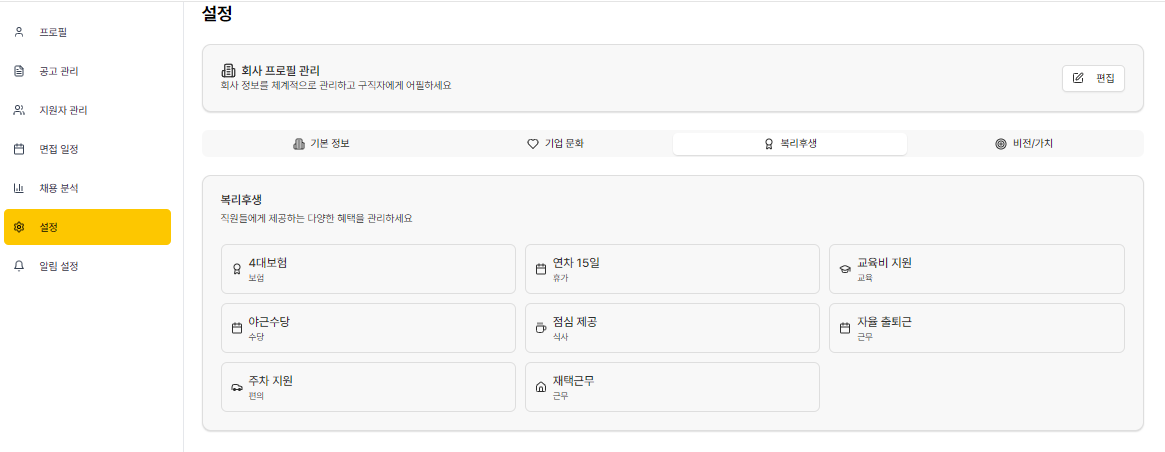 설정
프로필
공고 관리
지원자 관리
면접 일정
채용 분석
설정
알림 설정
회사 프로필 관리
회사 정보를 체계적으로 관리하고 구직자에게 어필하세요
편집
기본 정보
기업 문화
복리후생
비전/가치
복리후생
직원들에게 제공하는 다양한 혜택을 관리하세요
4대보험
보험
연차 15일
휴가
교육비 지원
교육
야근수당
수당
점심 제공
식사
자율 출퇴근
근무
주차 지원
편의
재택근무
근무